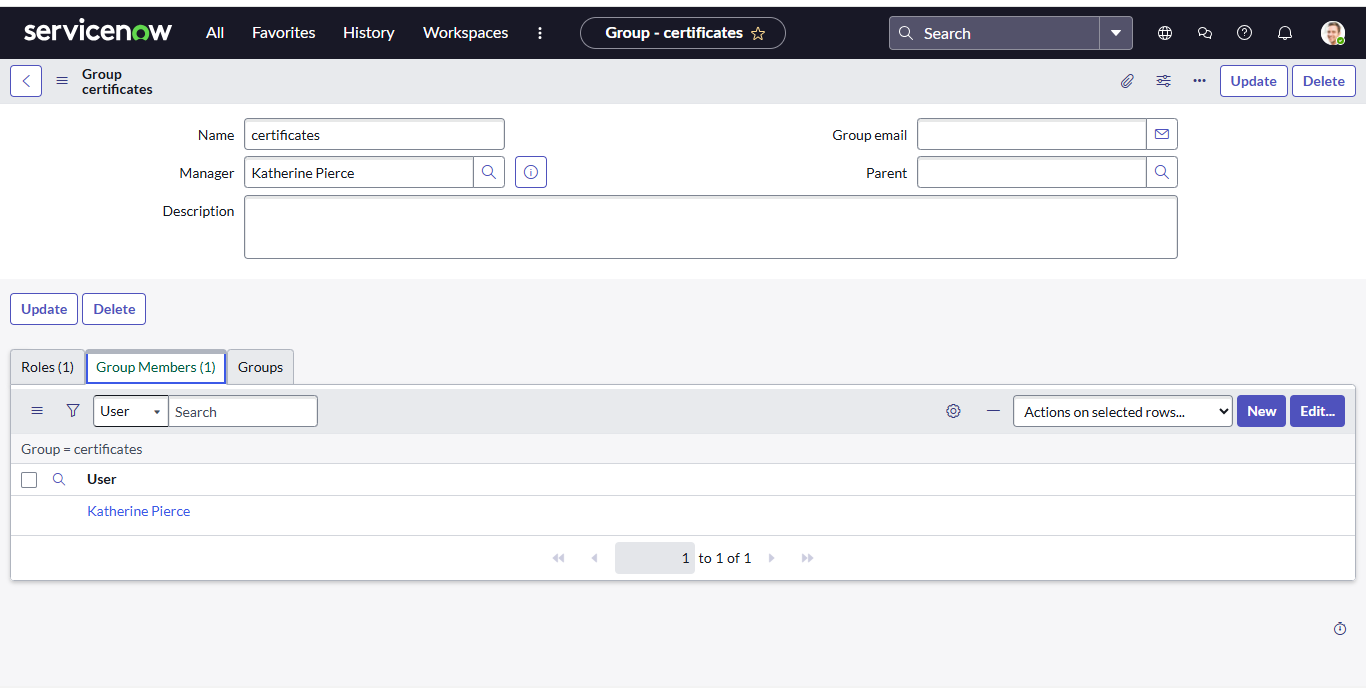 servicenow All Favorites History Workspaces Group - certificates Search
Group
certificates
Update Delete
Name certificates Group email
Manager Katherine Pierce Parent
Description
Update Delete
Roles (1) Group Members (1) Groups
User Search Actions on selected rows... New Edit...
Group = certificates
User
Katherine Pierce
1 to 1 of 1